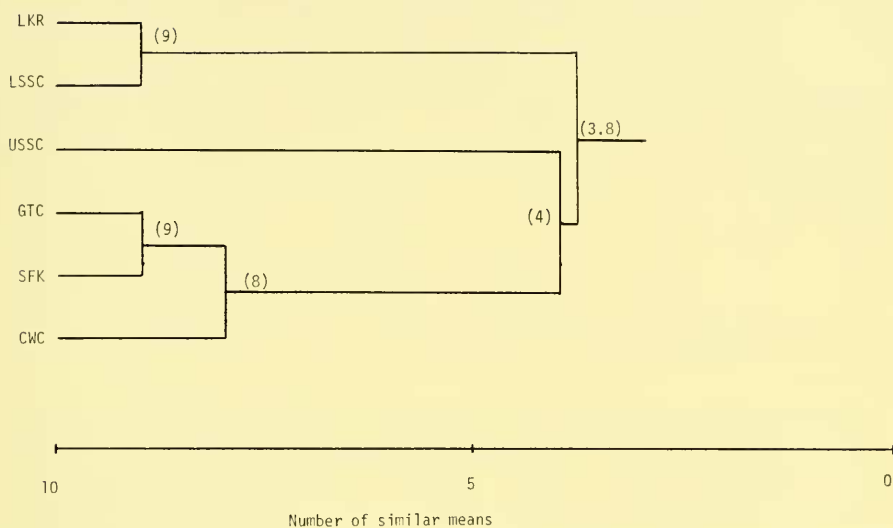 LKR
(9)
LSSC
(3.8)
USSC
GTC
(4)
(9)
SFK
(8)
CWC
10
5
0
Number of similar means